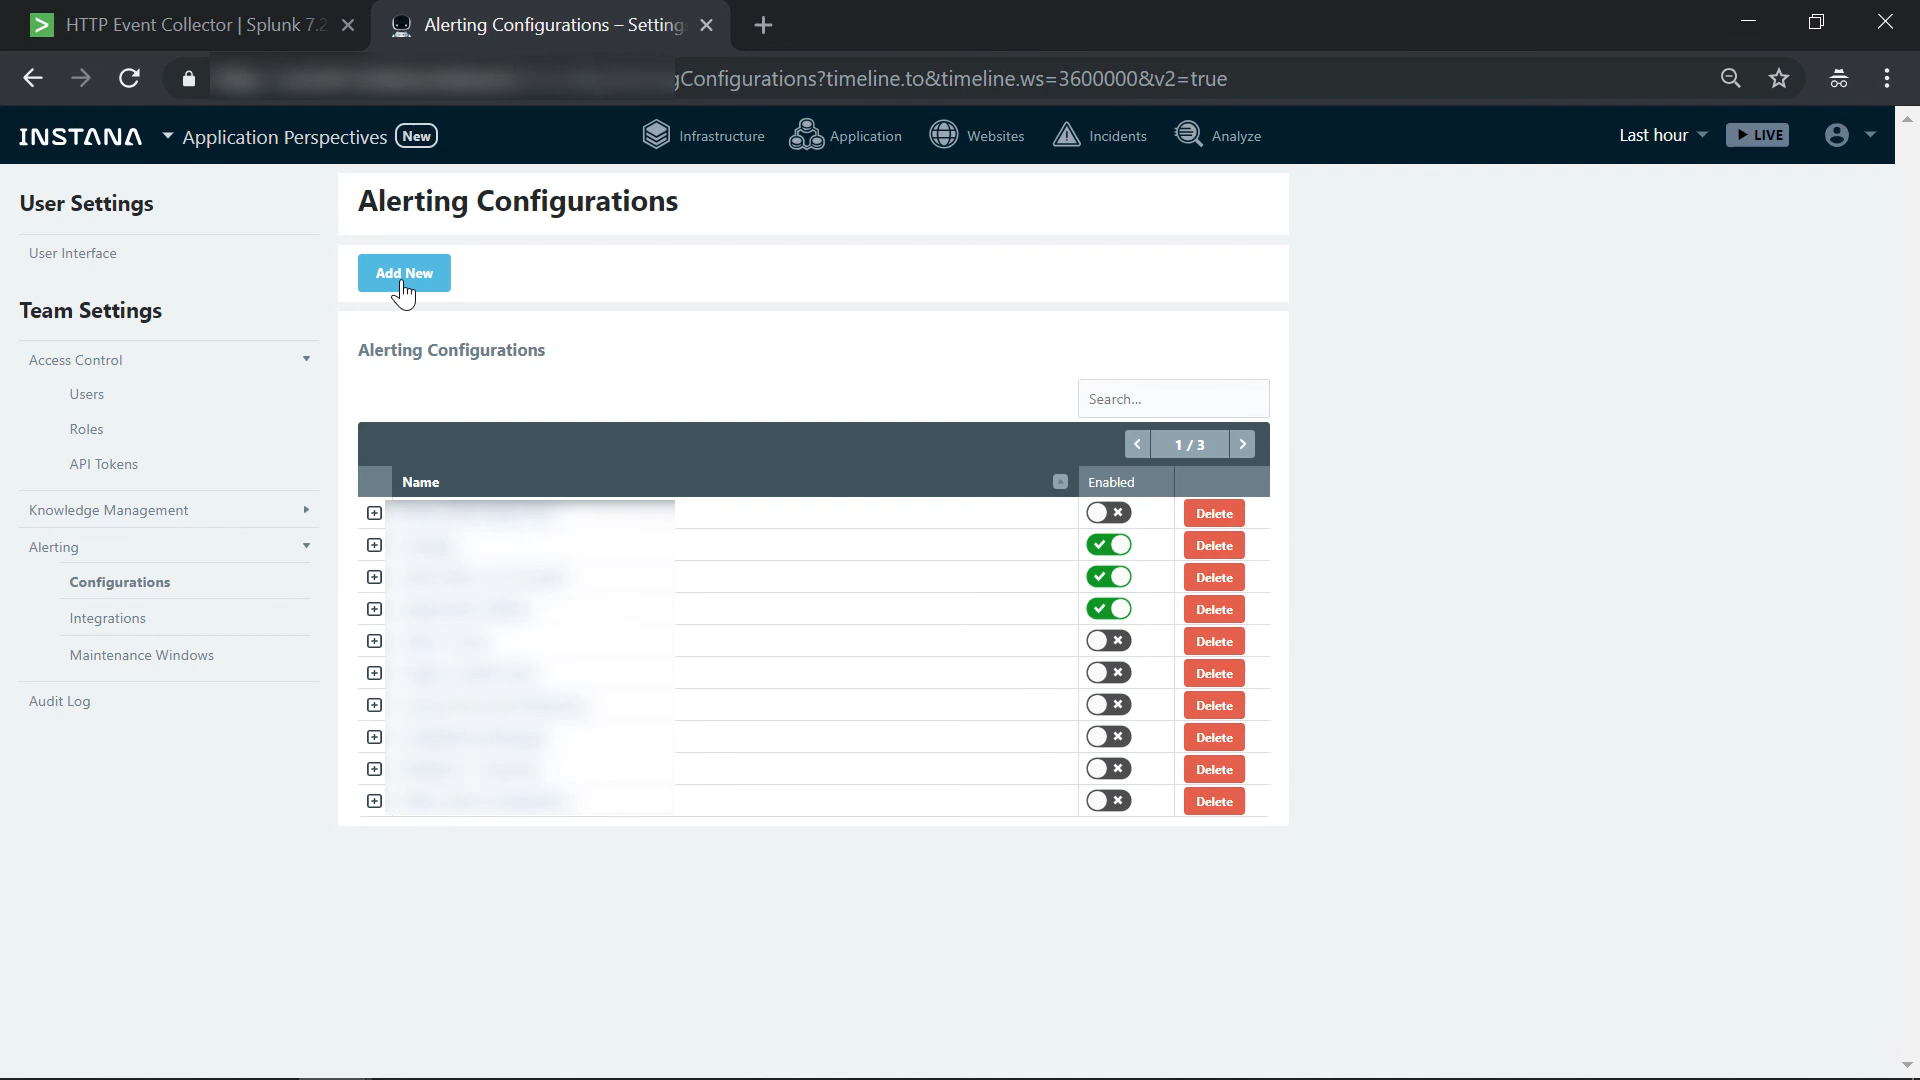 HTTP Event Collector | Splunk 7.2
Alerting Configurations – Setting
gConfigurations?timeline.to&timeline.ws=3600000&v2=true
INSTANA
Application Perspectives New
Infrastructure
Application
Websites
Incidents
Analyze
Last hour
LIVE
User Settings
User Interface
Team Settings
Access Control
Users
Roles
API Tokens
Knowledge Management
Alerting
Configurations
Integrations
Maintenance Windows
Audit Log
Alerting Configurations
Add New
Alerting Configurations
Search...
1 / 3
Name
Enabled
Delete
Delete
Delete
Delete
Delete
Delete
Delete
Delete
Delete
Delete